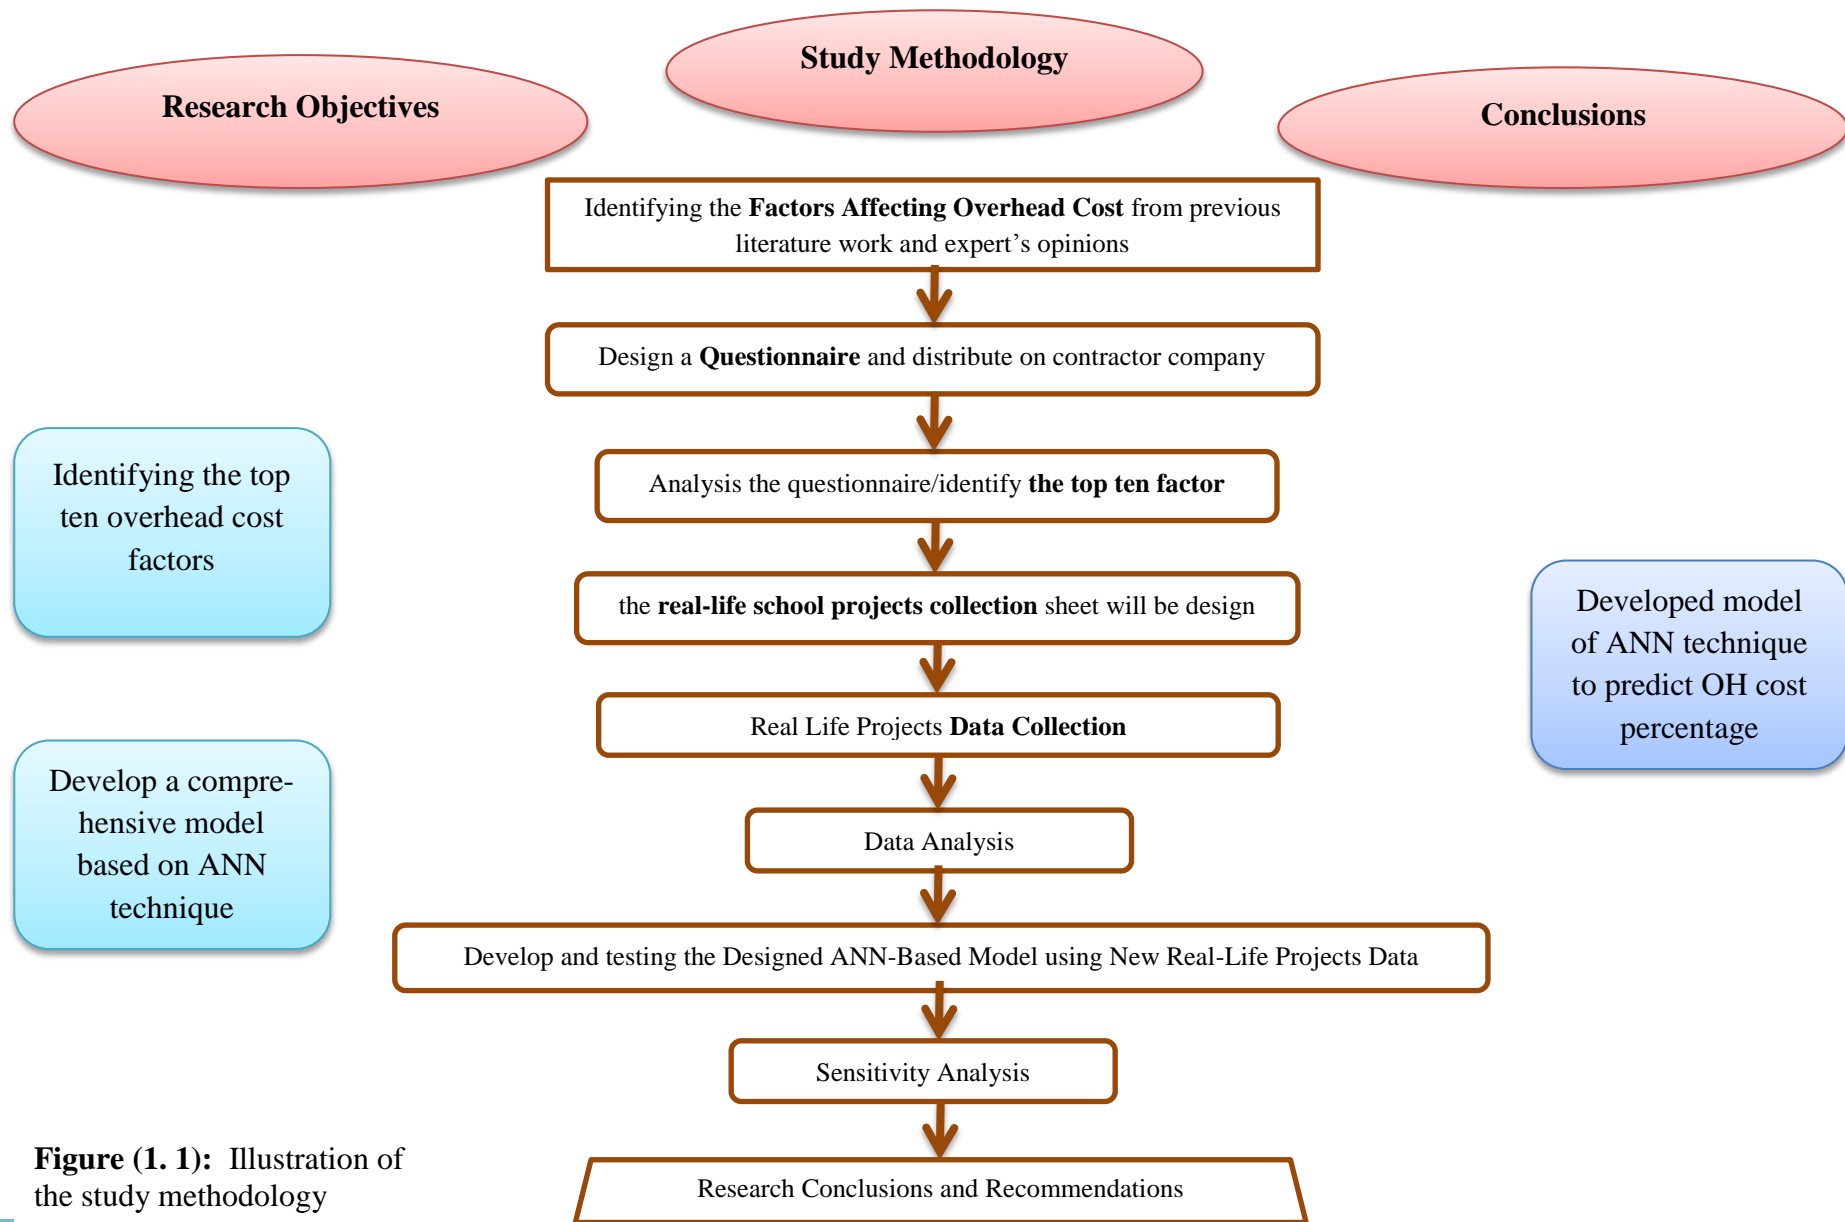 Study Methodology
Research Objectives
Conclusions
Identifying the Factors Affecting Overhead Cost from previous
literature work and expert’s opinions
Design a Questionnaire and distribute on contractor company
Analysis the questionnaire/identify the top ten factor
the real-life school projects collection sheet will be design
Real Life Projects Data Collection
Data Analysis
Develop and testing the Designed ANN-Based Model using New Real-Life Projects Data
Sensitivity Analysis
Research Conclusions and Recommendations
Identifying the top
ten overhead cost
factors
Develop a compre-
hensive model
based on ANN
technique
Developed model
of ANN technique
to predict OH cost
percentage
Figure (1. 1): Illustration of
the study methodology